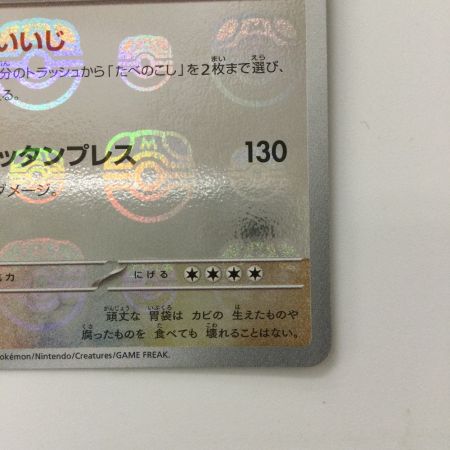 いいじ
分のトラッシュから「たべのこし」を2枚まで選び、
る。
ッタンプレス 130
ダメージ。
にげる
頑丈な 胃袋は カビの 生えたものや
腐ったものを 食べても 壊れることはない。
Pokémon/Nintendo/Creatures/GAME FREAK.